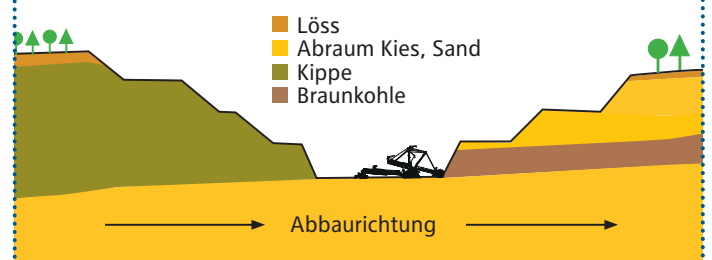 Löss
Abraum Kies, Sand
Kippe
Braunkohle
Abbaurichtung